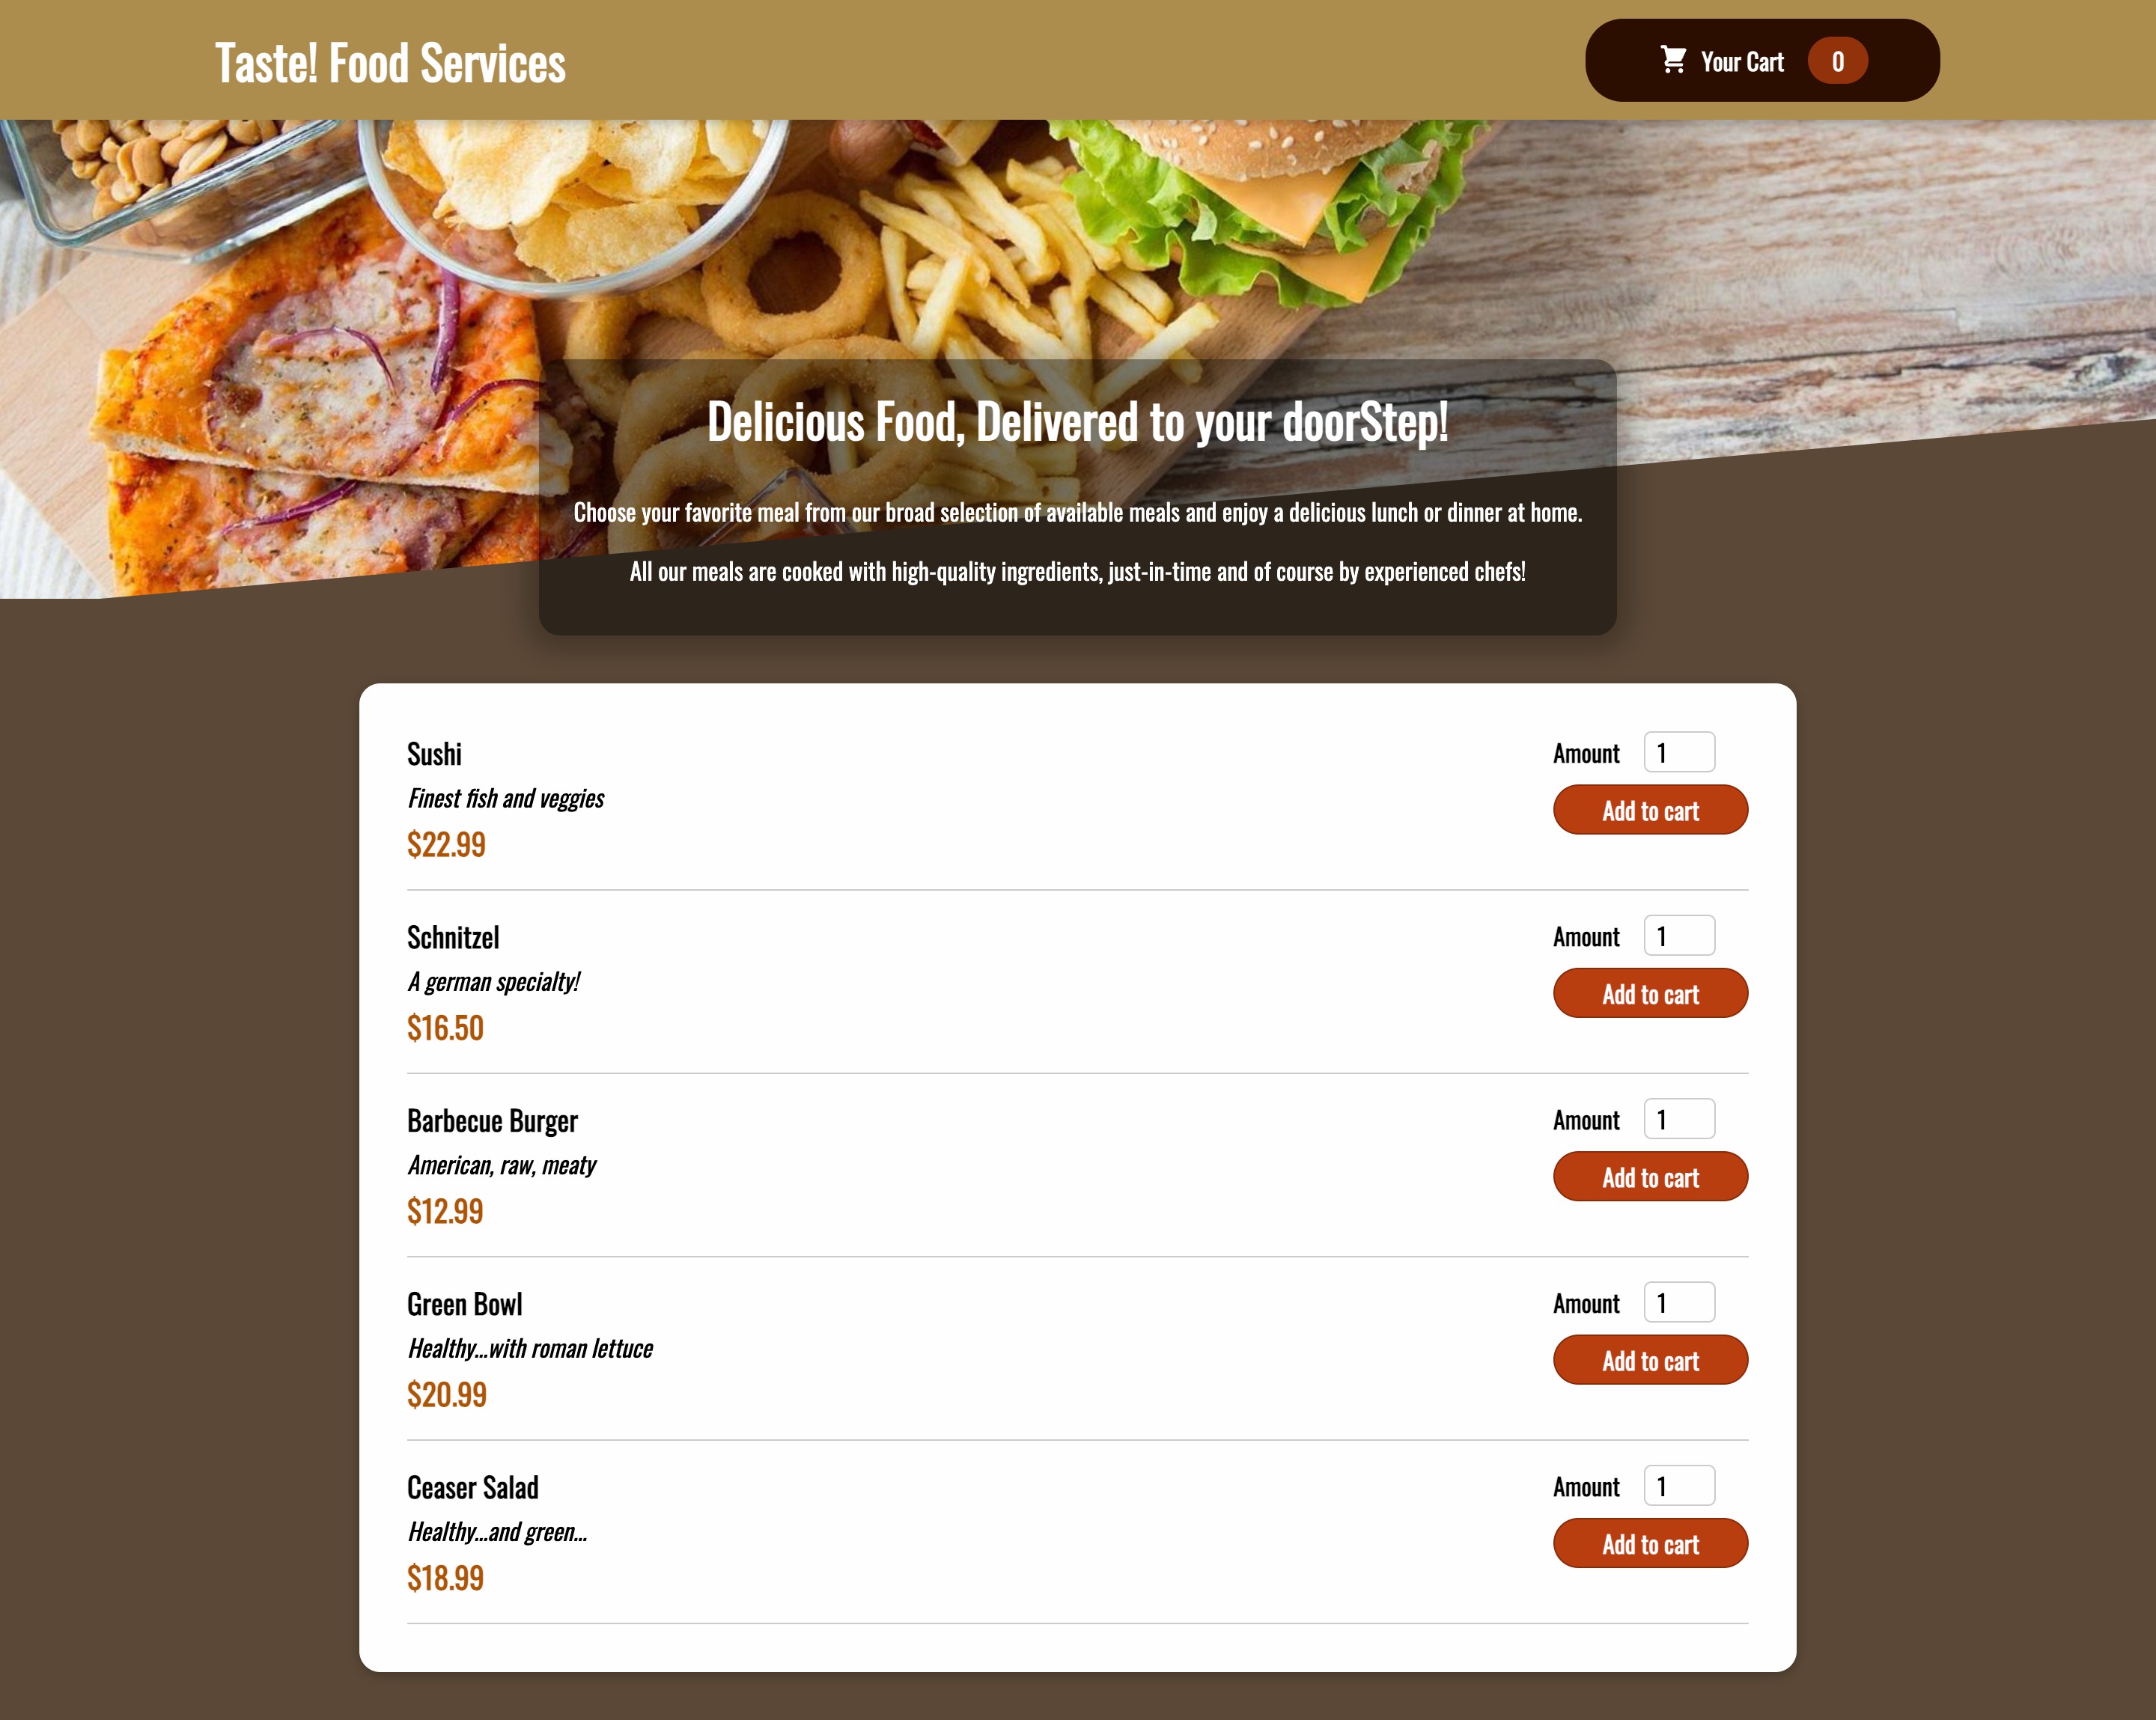 Taste! Food Services
Your Cart 0
Delicious Food, Delivered to your doorStep!
Choose your favorite meal from our broad selection of available meals and enjoy a delicious lunch or dinner at home.
All our meals are cooked with high-quality ingredients, just-in-time and of course by experienced chefs!
Sushi
Finest fish and veggies
$22.99
Amount 1
Add to cart
Schnitzel
A german specialty!
$16.50
Amount 1
Add to cart
Barbecue Burger
American, raw, meaty
$12.99
Amount 1
Add to cart
Green Bowl
Healthy...with roman lettuce
$20.99
Amount 1
Add to cart
Ceaser Salad
Healthy...and green...
$18.99
Amount 1
Add to cart